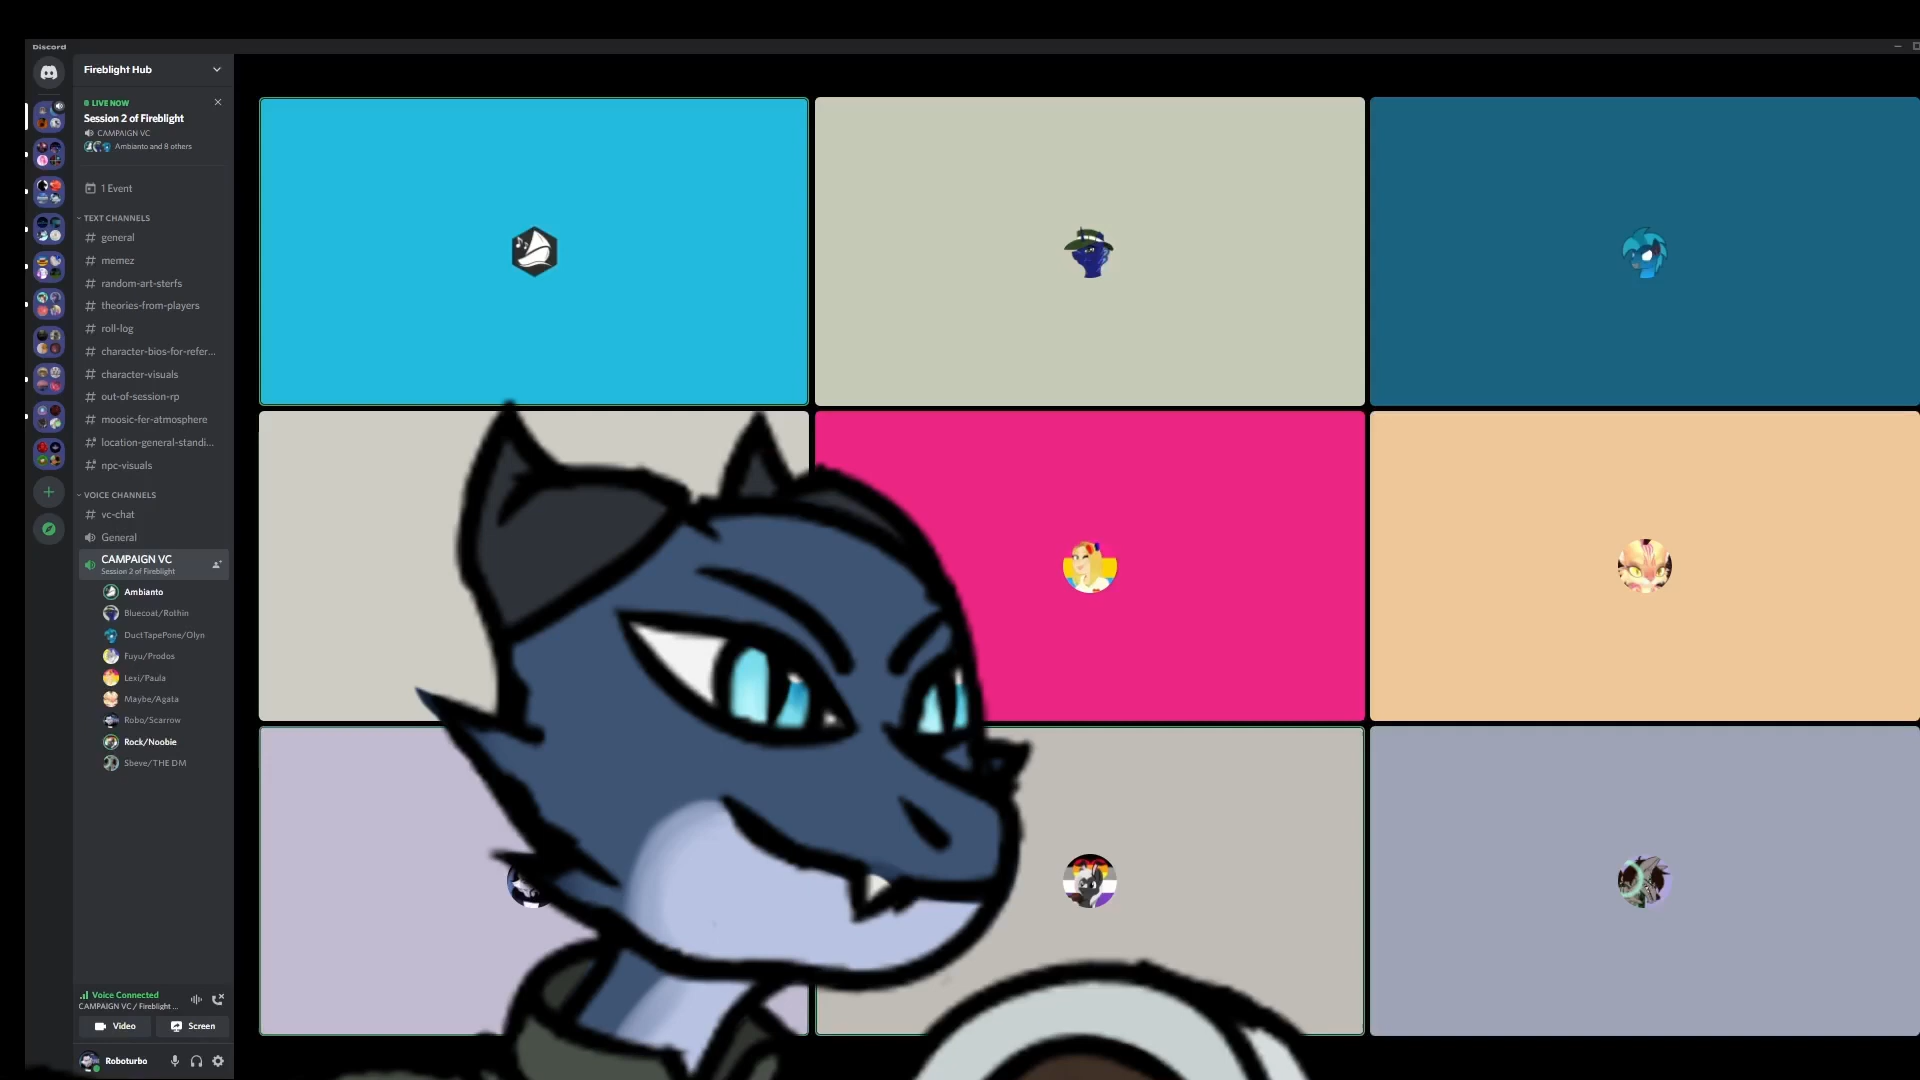 Discord
Fireblight Hub
LIVE NOW
Session 2 of Fireblight
CAMPAIGN VC
Ambianto and 8 others
1 Event
TEXT CHANNELS
general
memez
random-art-sterfs
theories-from-players
roll-log
character-bios-for-refer...
character-visuals
out-of-session-rp
moosic-fer-atmosphere
location-general-standi...
npc-visuals
VOICE CHANNELS
vc-chat
General
CAMPAIGN VC
Session 2 of Fireblight
Ambianto
Bluecoat/Rothin
DuctTapePone/Olyn
Fuyu/Prodos
Lexi/Paula
Maybe/Agata
Robo/Scarrow
Rock/Noobie
Sbeve/THE DM
Voice Connected
CAMPAIGN VC / Fireblight ...
Video Screen
Roboturbo